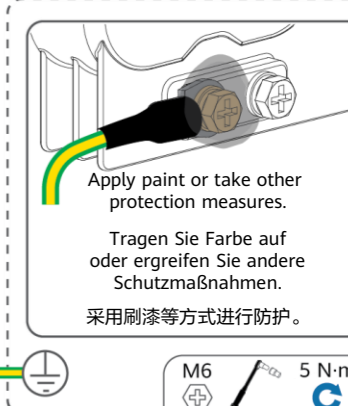 Apply paint or take other
protection measures.
Tragen Sie Farbe auf
oder ergreifen Sie andere
Schutzmaßnahmen.
采用刷漆等方式进行防护。
M6
5 N·m